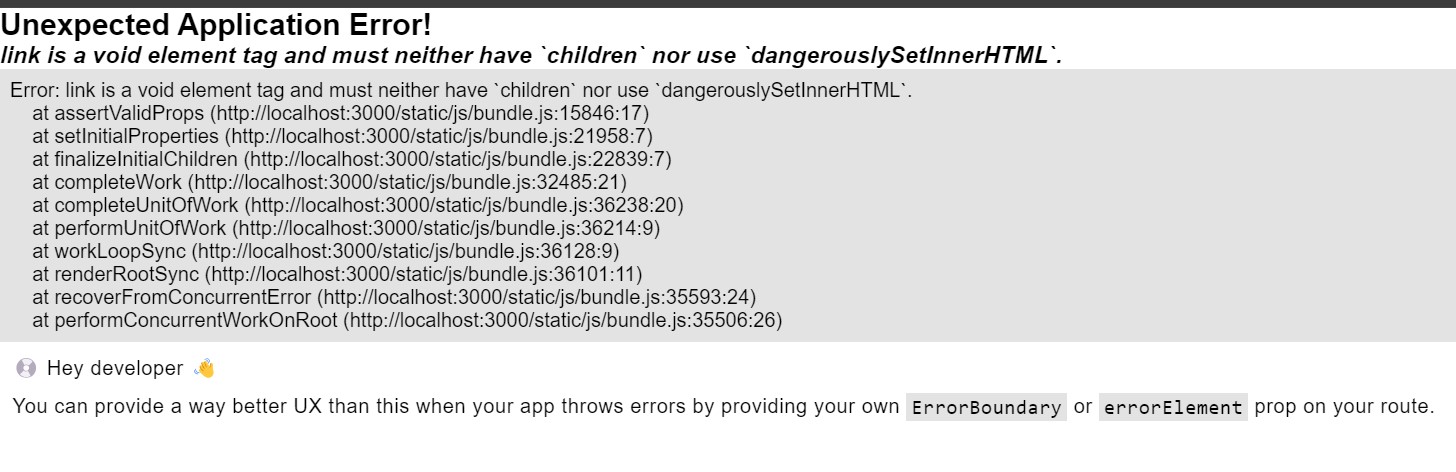 Unexpected Application Error!
link is a void element tag and must neither have `children` nor use `dangerouslySetInnerHTML`.
Error: link is a void element tag and must neither have `children` nor use `dangerouslySetInnerHTML`.
at assertValidProps (http://localhost:3000/static/js/bundle.js:15846:17)
at setInitialProperties (http://localhost:3000/static/js/bundle.js:21958:7)
at finalizeInitialChildren (http://localhost:3000/static/js/bundle.js:22839:7)
at completeWork (http://localhost:3000/static/js/bundle.js:32485:21)
at completeUnitOfWork (http://localhost:3000/static/js/bundle.js:36238:20)
at performUnitOfWork (http://localhost:3000/static/js/bundle.js:36214:9)
at workLoopSync (http://localhost:3000/static/js/bundle.js:36128:9)
at renderRootSync (http://localhost:3000/static/js/bundle.js:36101:11)
at recoverFromConcurrentError (http://localhost:3000/static/js/bundle.js:35593:24)
at performConcurrentWorkOnRoot (http://localhost:3000/static/js/bundle.js:35506:26)
💿 Hey developer 👋
You can provide a way better UX than this when your app throws errors by providing your own ErrorBoundary or errorElement prop on your route.